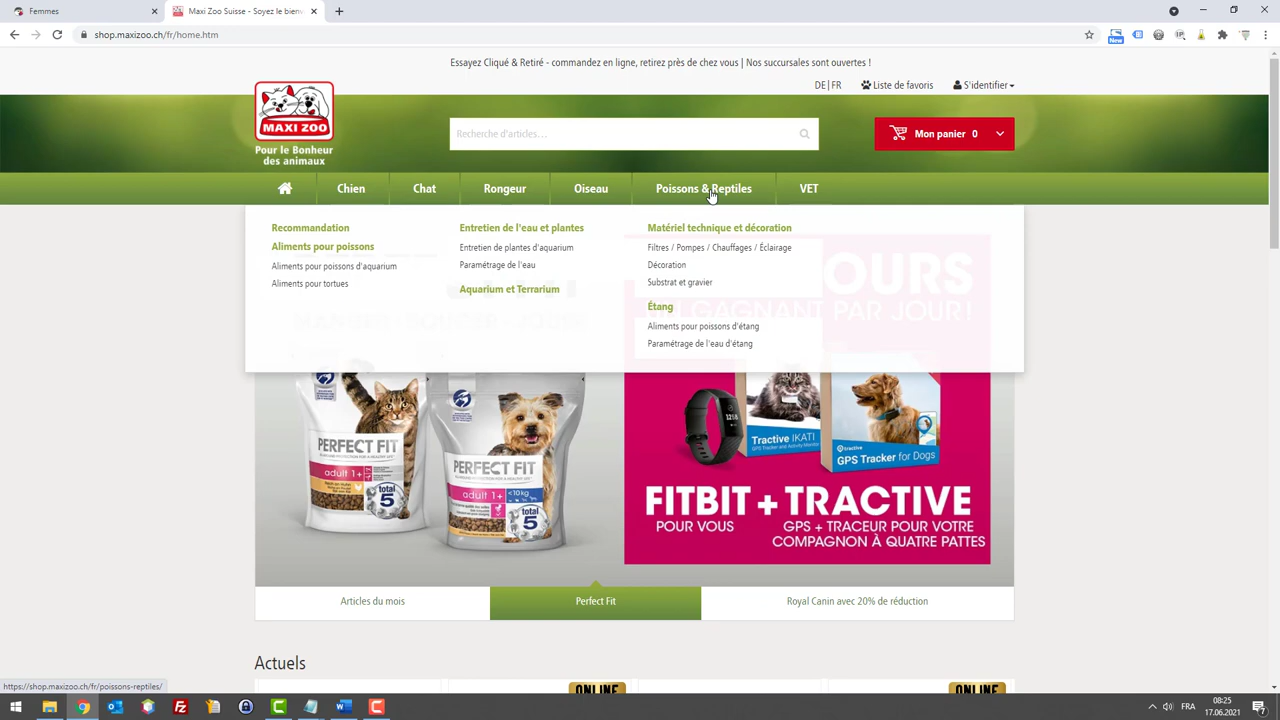 Femmes
Maxi Zoo Suisse - Soyez le bienv
shop.maxizoo.ch/fr/home.htm
New
Essayez Cliqué & Retiré - commandez en ligne, retirez près de chez vous | Nos succursales sont ouvertes !
DE | FR
Liste de favoris
S'identifier
MAXI ZOO
Pour le Bonheur
des animaux
Recherche d'articles...
Mon panier 0
Chien
Chat
Rongeur
Oiseau
Poissons & Reptiles
VET
Recommandation
Aliments pour poissons
Aliments pour poissons d'aquarium
Aliments pour tortues
Entretien de l'eau et plantes
Entretien de plantes d'aquarium
Paramétrage de l'eau
Aquarium et Terrarium
Matériel technique et décoration
Filtres / Pompes / Chauffages / Éclairage
Décoration
Substrat et gravier
Étang
Aliments pour poissons d'étang
Paramétrage de l'eau d'étang
OURS
UN GAGNANT PAR JOUR!
PERFECT FIT
adult 1+
total
5
PERFECT FIT
adult 1+
<10kg
total
5
Tractive IKATI
tractive
GPS Tracker for Dogs
FITBIT + TRACTIVE
POUR VOUS
GPS + TRACEUR POUR VOTRE
COMPAGNON À QUATRE PATTES
Articles du mois
Perfect Fit
Royal Canin avec 20% de réduction
Actuels
ONLINE
ONLINE
https://shop.maxizoo.ch/fr/poissons-reptiles/
FRA
08:25
17.06.2021